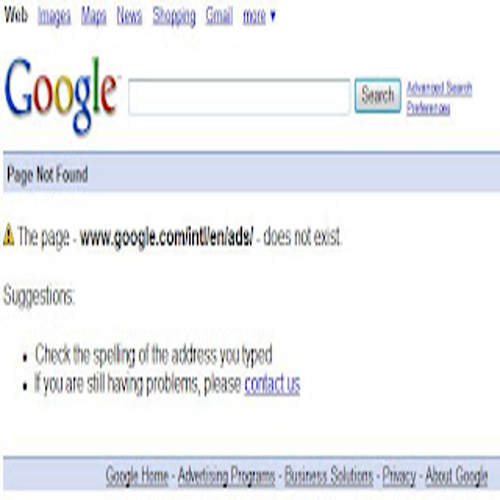 Web Images Maps News Shopping Gmail more ▼
Google™ Search Advanced Search
Preferences
Page Not Found
The page - www.google.com/intl/en/ads/ - does not exist.
Suggestions:
• Check the spelling of the address you typed
• If you are still having problems, please contact us
Google Home - Advertising Programs - Business Solutions - Privacy - About Google